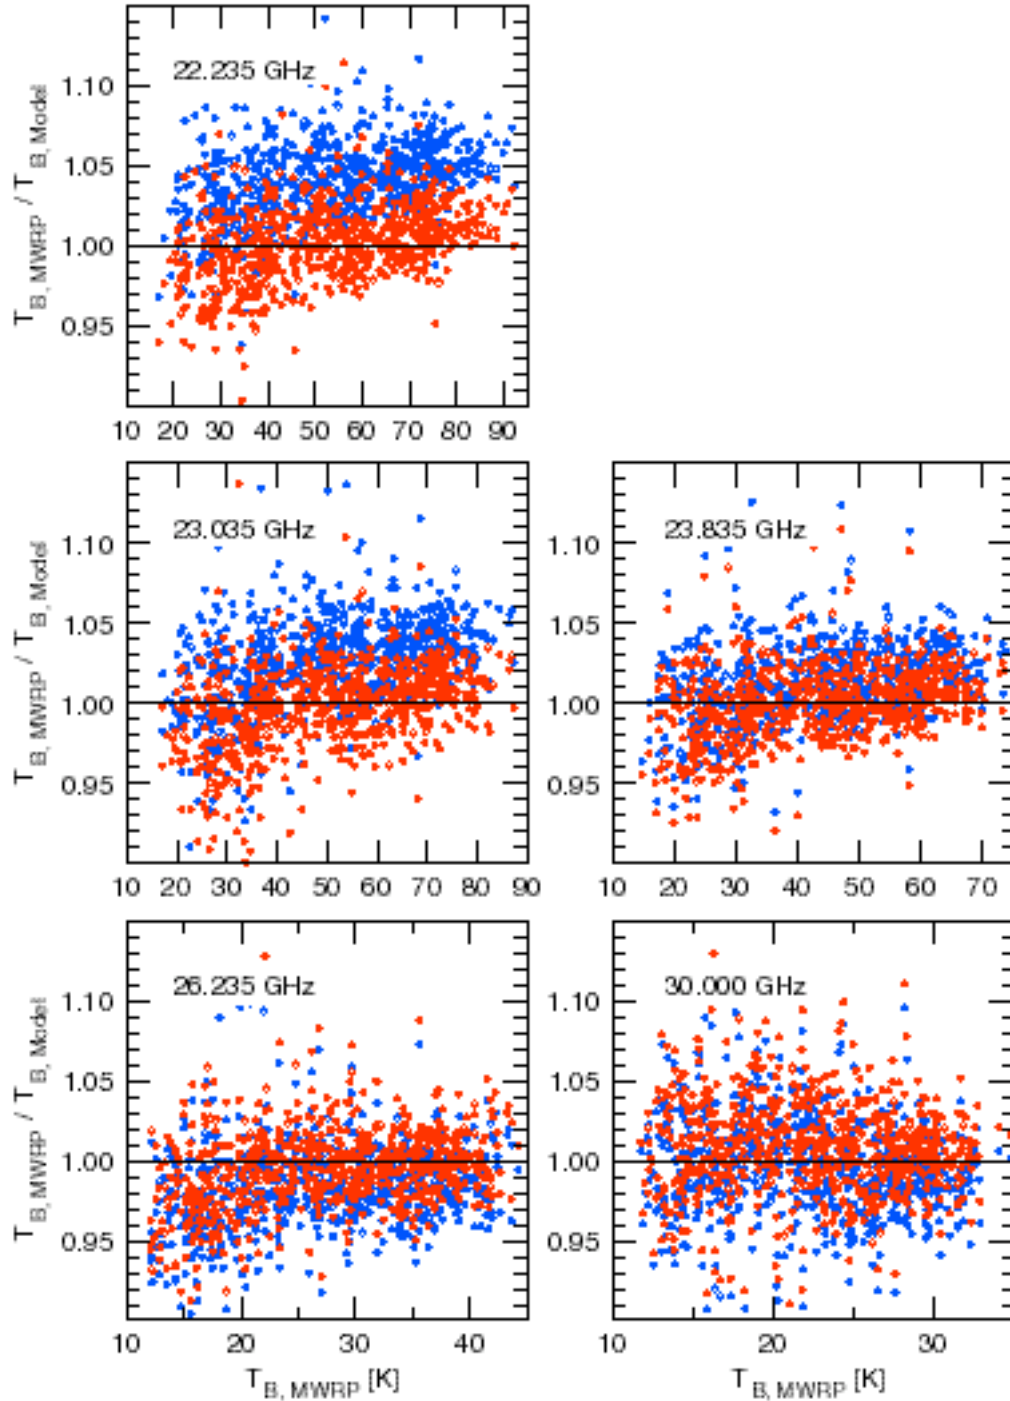 22.235 GHz
T B, MWRP / T B, Model
1.10
1.05
1.00
0.95
10 20 30 40 50 60 70 80 90
23.035 GHz
T B, MWRP / T B, Model
1.10
1.05
1.00
0.95
10 20 30 40 50 60 70 80 90
23.835 GHz
1.10
1.05
1.00
0.95
10 20 30 40 50 60 70
26.235 GHz
T B, MWRP / T B, Model
1.10
1.05
1.00
0.95
10 20 30 40
T B, MWRP [K]
30.000 GHz
1.10
1.05
1.00
0.95
10 20 30
T B, MWRP [K]